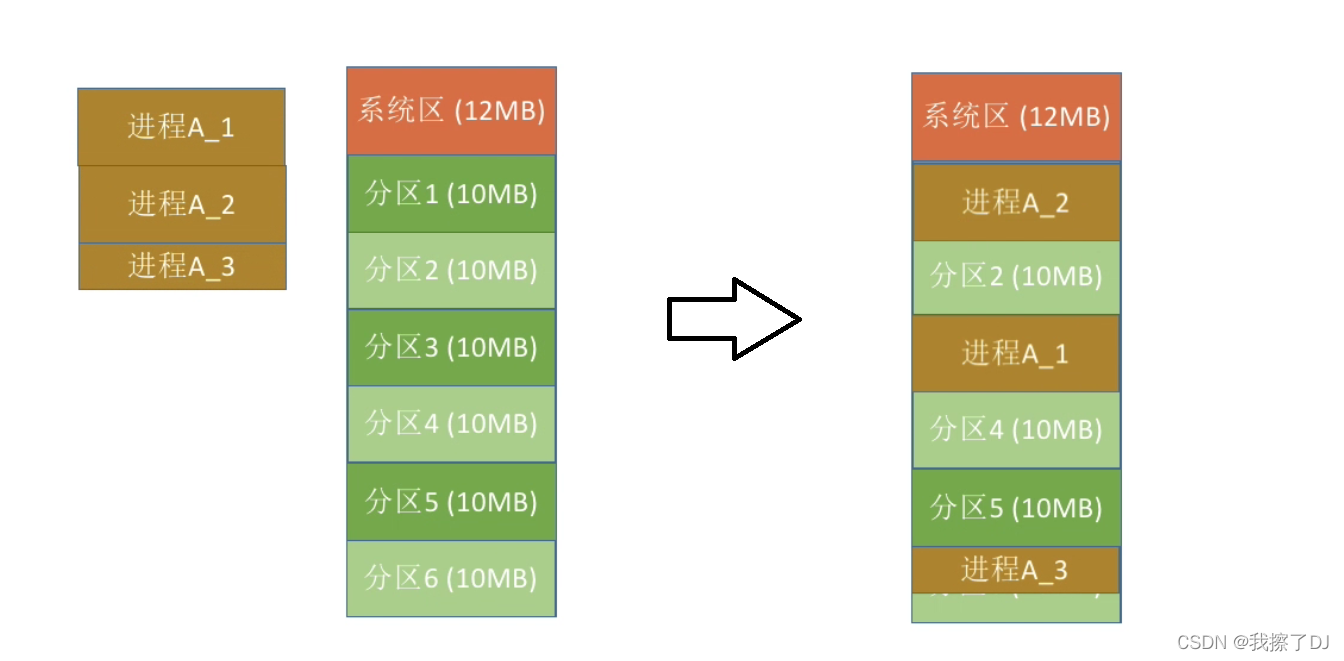 进程A_1
进程A_2
进程A_3
系统区 (12MB)
分区1 (10MB)
分区2 (10MB)
分区3 (10MB)
分区4 (10MB)
分区5 (10MB)
分区6 (10MB)
系统区 (12MB)
进程A_2
分区2 (10MB)
进程A_1
分区4 (10MB)
分区5 (10MB)
进程A_3
CSDN @我擦了DJ